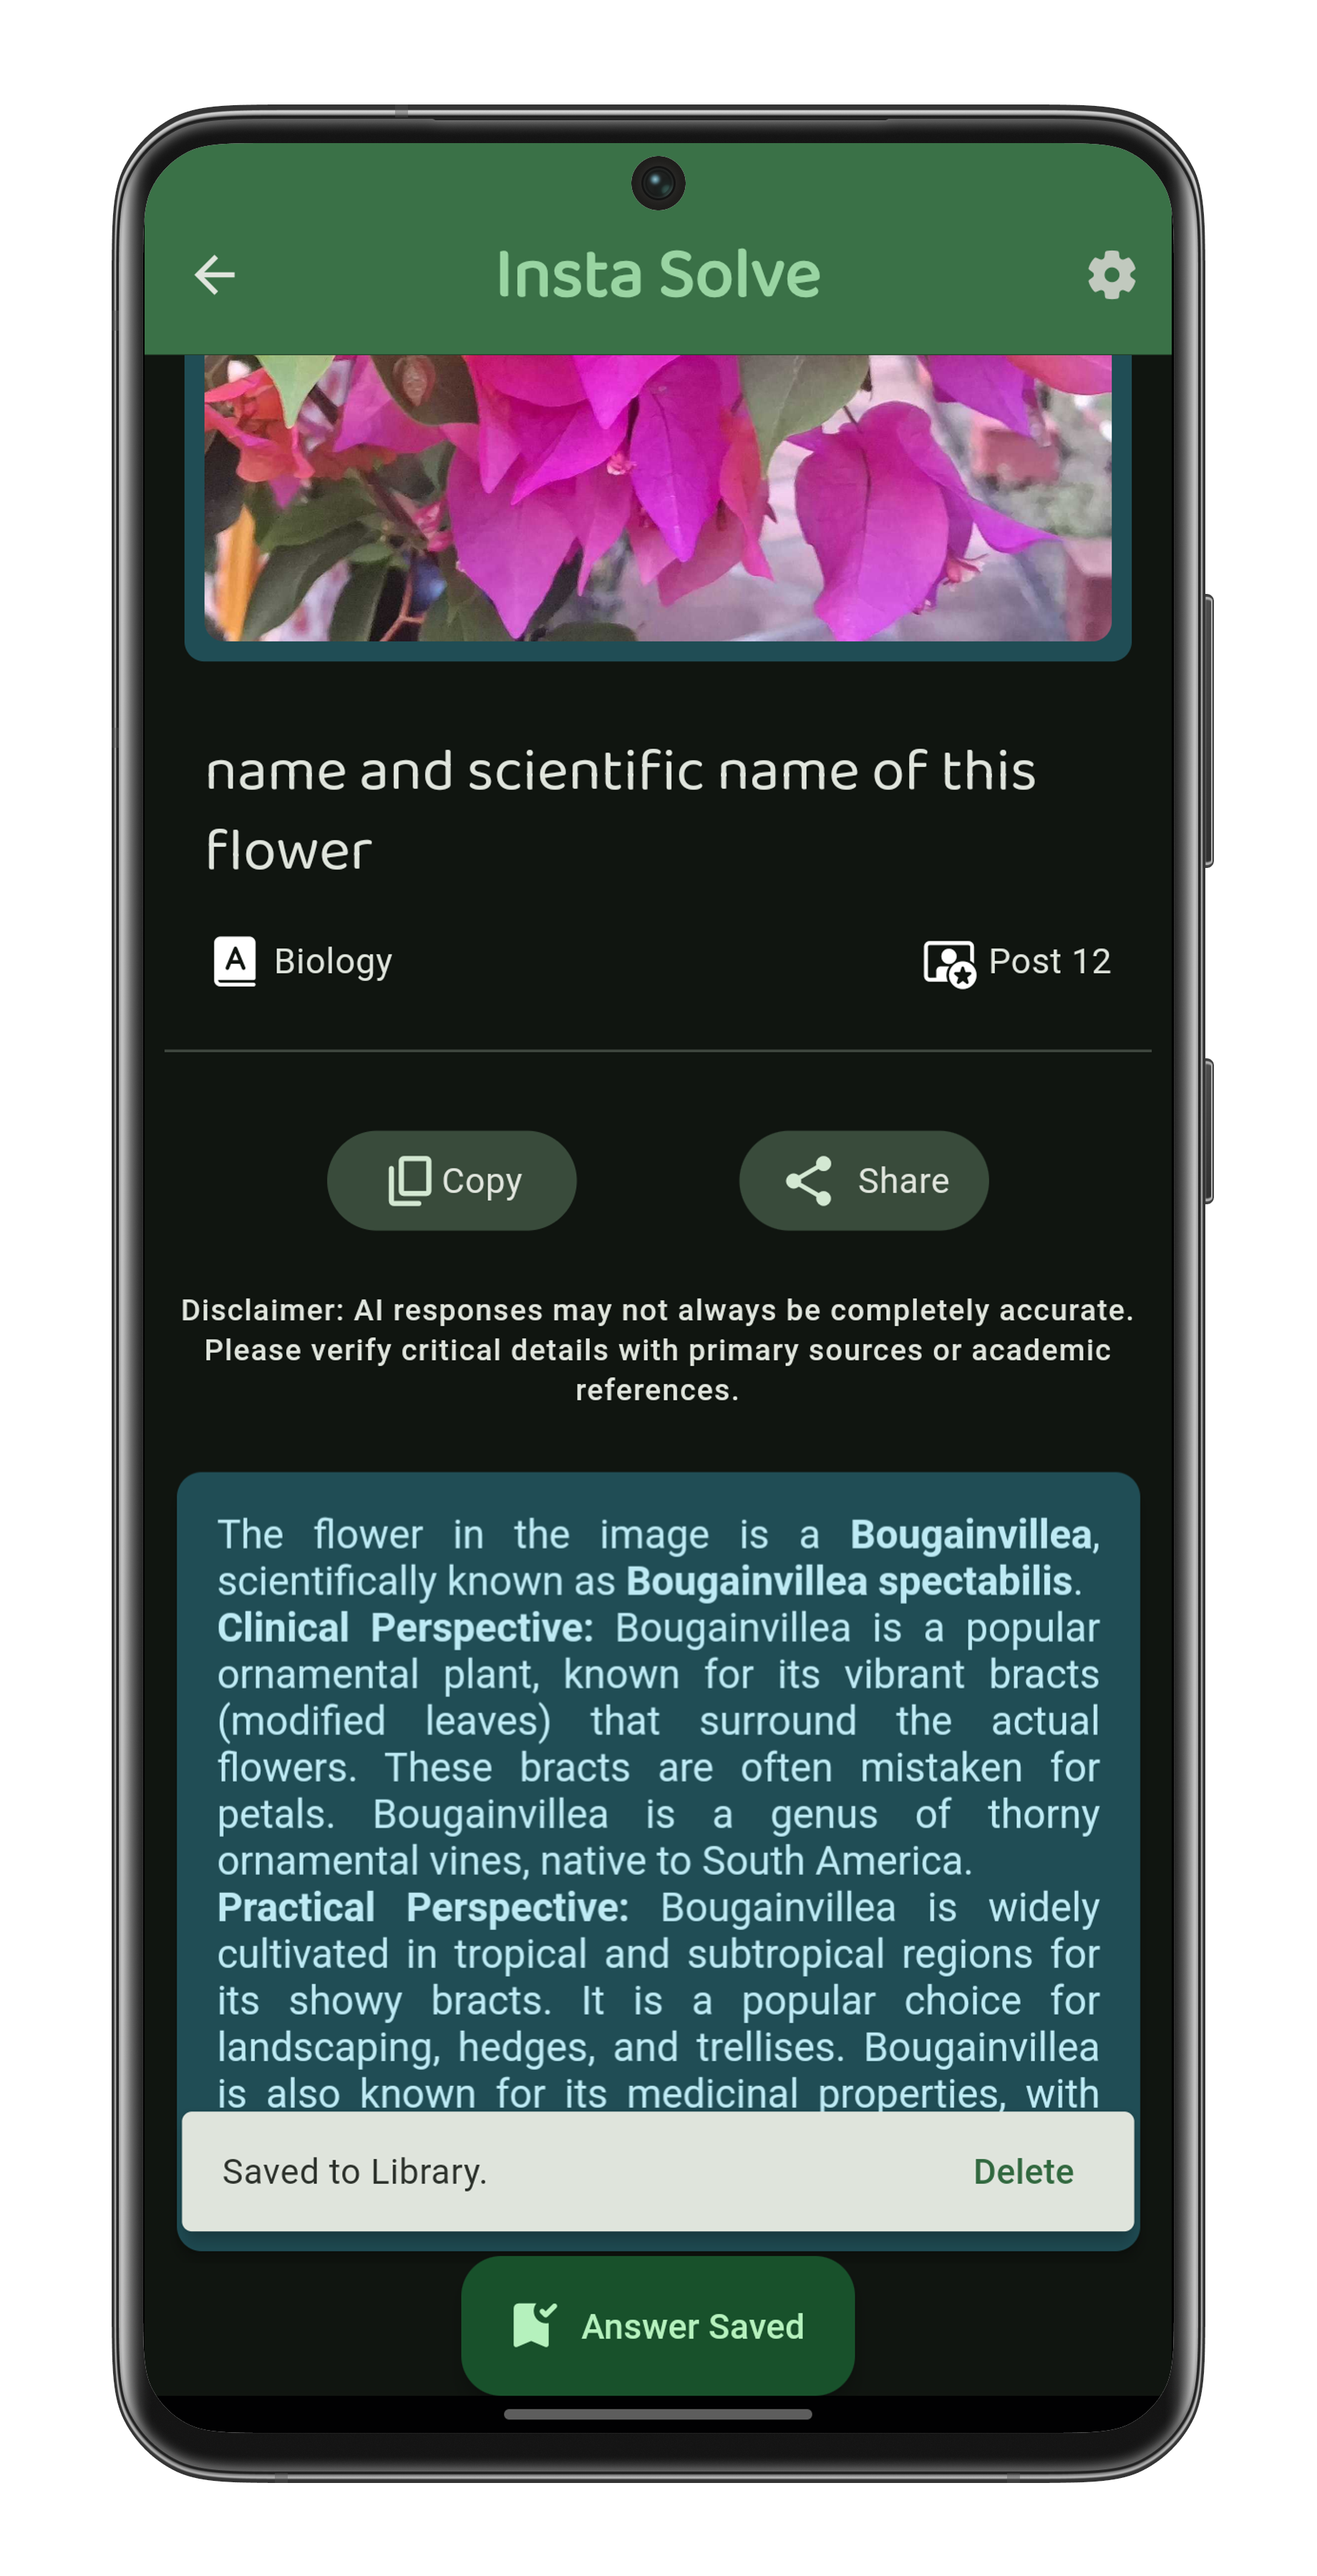 Insta Solve
name and scientific name of this
flower
Biology
Post 12
Copy
Share
Disclaimer: AI responses may not always be completely accurate.
Please verify critical details with primary sources or academic
references.
The flower in the image is a Bougainvillea,
scientifically known as Bougainvillea spectabilis.
Clinical Perspective: Bougainvillea is a popular
ornamental plant, known for its vibrant bracts
(modified leaves) that surround the actual
flowers. These bracts are often mistaken for
petals. Bougainvillea is a genus of thorny
ornamental vines, native to South America.
Practical Perspective: Bougainvillea is widely
cultivated in tropical and subtropical regions for
its showy bracts. It is a popular choice for
landscaping, hedges, and trellises. Bougainvillea
is also known for its medicinal properties, with
Saved to Library.
Delete
Answer Saved